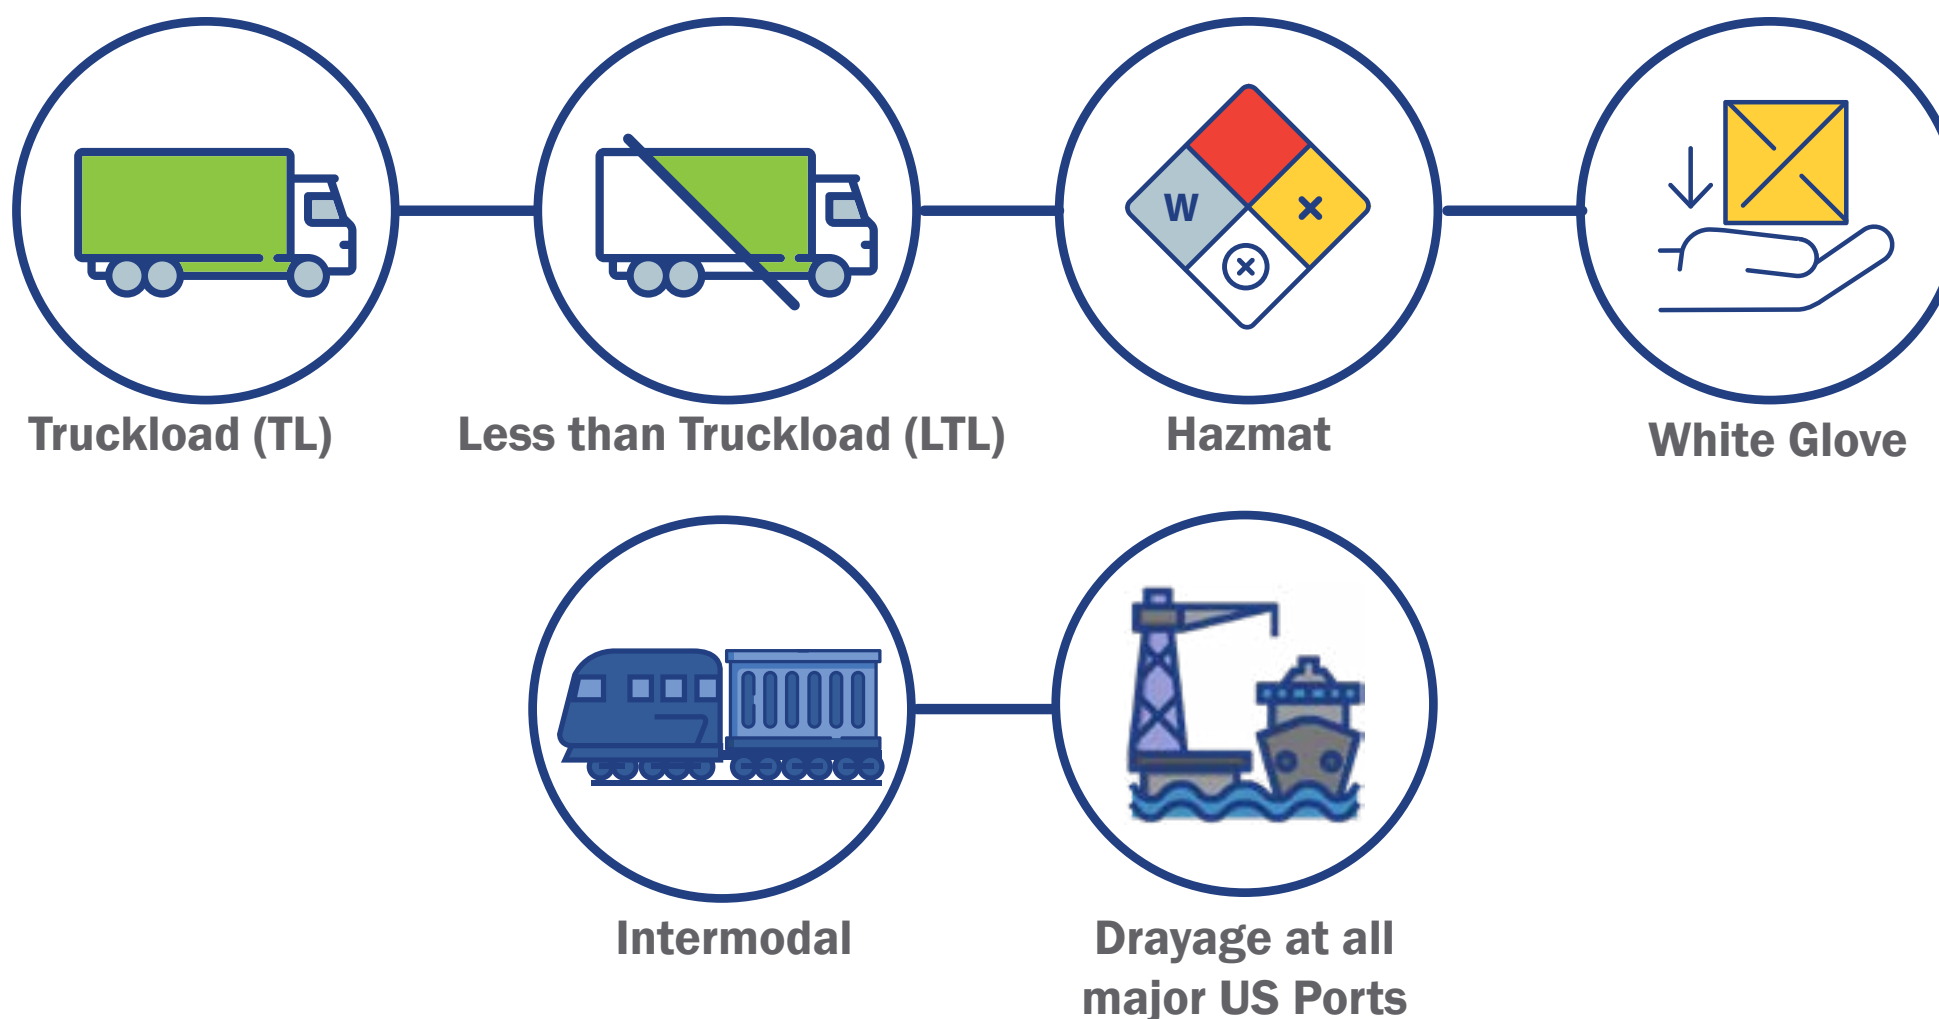 W
Truckload (TL)
Less than Truckload (LTL)
Hazmat
White Glove
Intermodal
Drayage at all
major US Ports